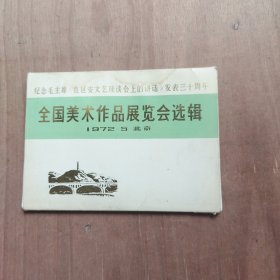 纪念毛主席《在延安文艺座谈会上的讲话》发表三十周年
全国美术作品展览会选辑
1972·5 北京